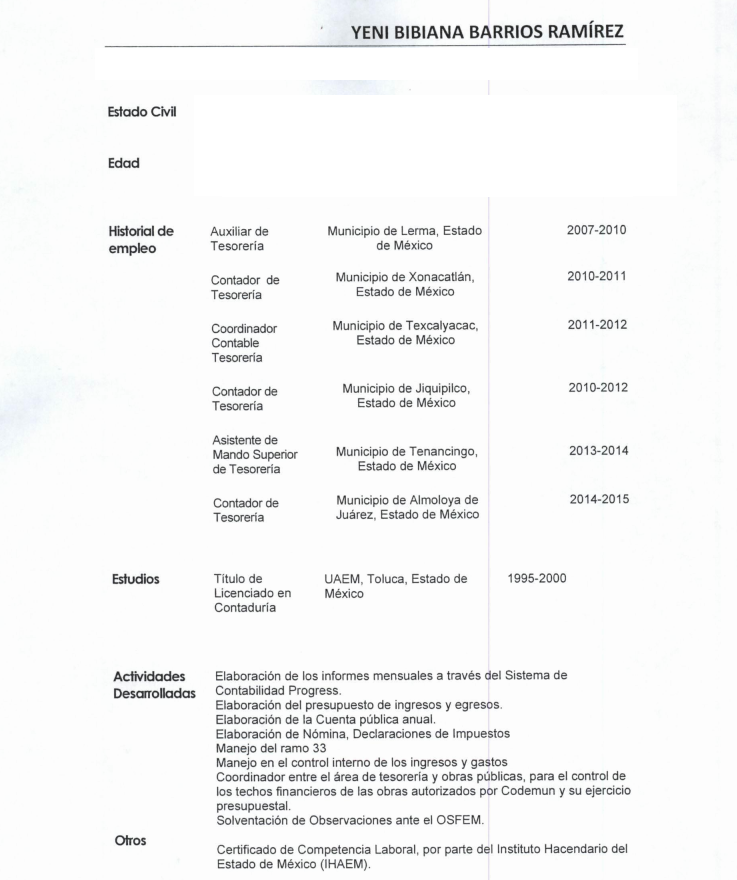 YENI BIBIANA BARRIOS RAMÍREZ
Estado Civil
Edad
Historial de
empleo
Auxiliar de
Tesorería
Municipio de Lerma, Estado
de México
2007-2010
Contador de
Tesorería
Municipio de Xonacatlán,
Estado de México
2010-2011
Coordinador
Contable
Tesorería
Municipio de Texcalyacac,
Estado de México
2011-2012
Contador de
Tesorería
Municipio de Jiquipilco,
Estado de México
2010-2012
Asistente de
Mando Superior
de Tesorería
Municipio de Tenancingo,
Estado de México
2013-2014
Contador de
Tesorería
Municipio de Almoloya de
Juárez, Estado de México
2014-2015
Estudios
Título de
Licenciado en
Contaduría
UAEM, Toluca, Estado de
México
1995-2000
Actividades
Desarrolladas
Elaboración de los informes mensuales a través del Sistema de
Contabilidad Progress.
Elaboración del presupuesto de ingresos y egresos.
Elaboración de la Cuenta pública anual.
Elaboración de Nómina, Declaraciones de Impuestos
Manejo del ramo 33
Manejo en el control interno de los ingresos y gastos
Coordinador entre el área de tesorería y obras públicas, para el control de
los techos financieros de las obras autorizados por Codemun y su ejercicio
presupuestal.
Solventación de Observaciones ante el OSFEM.
Otros
Certificado de Competencia Laboral, por parte del Instituto Hacendario del
Estado de México (IHAEM).